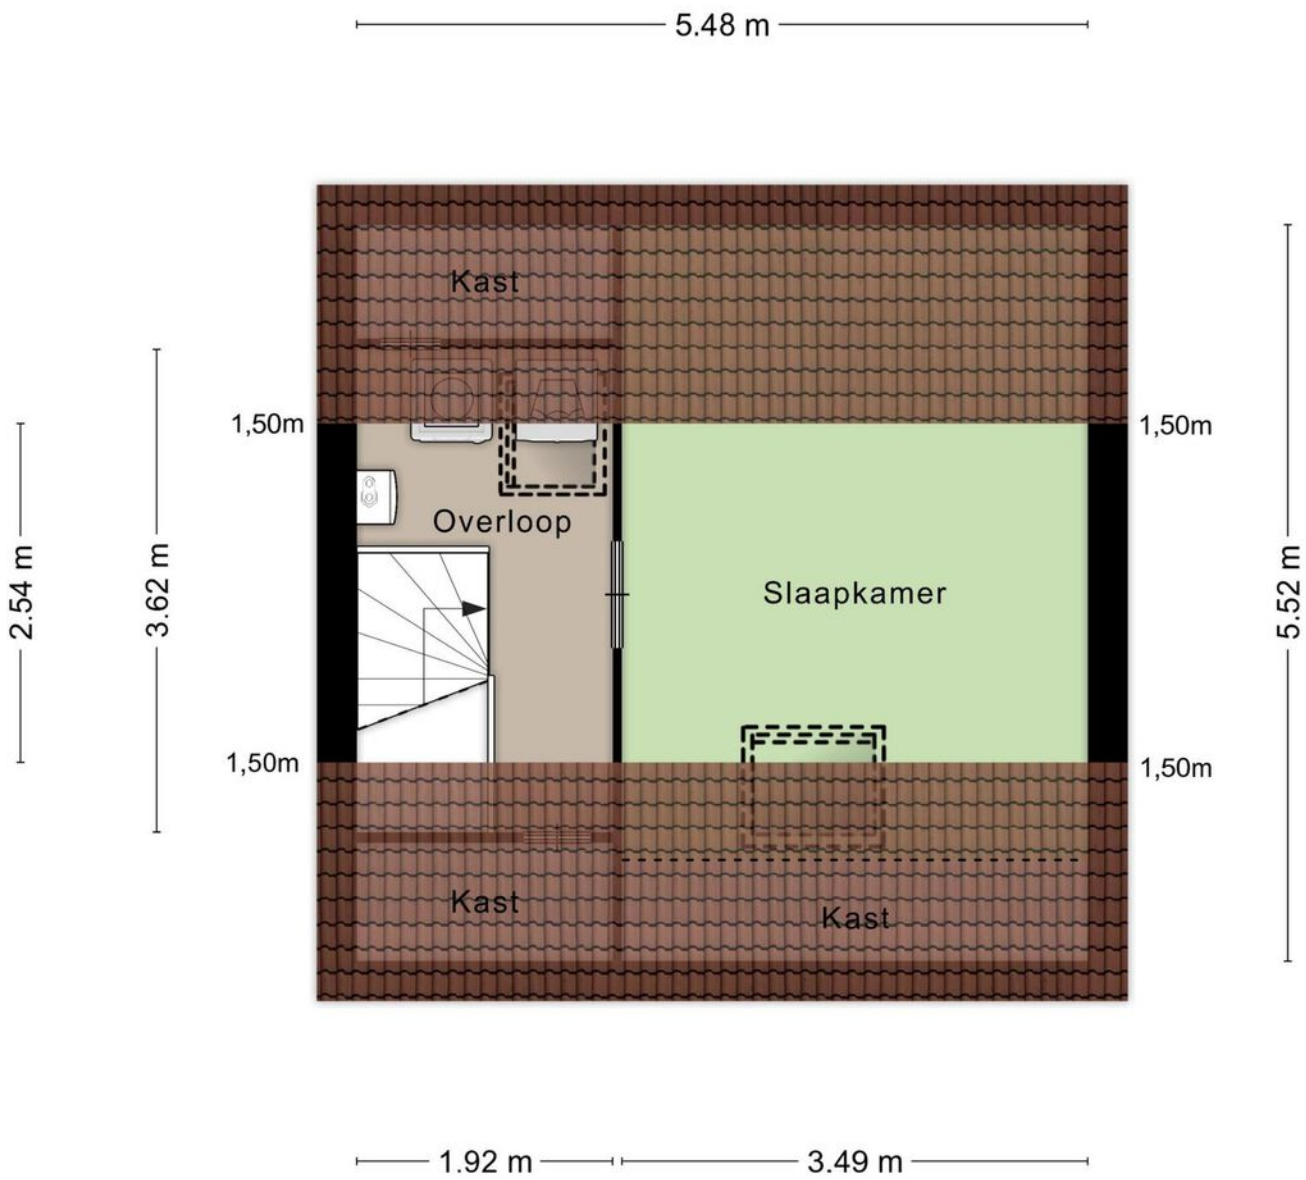 5.48 m
Kast
1,50m
1,50m
Overloop
2.54 m
3.62 m
Slaapkamer
5.52 m
1,50m
1,50m
Kast
Kast
1.92 m
3.49 m